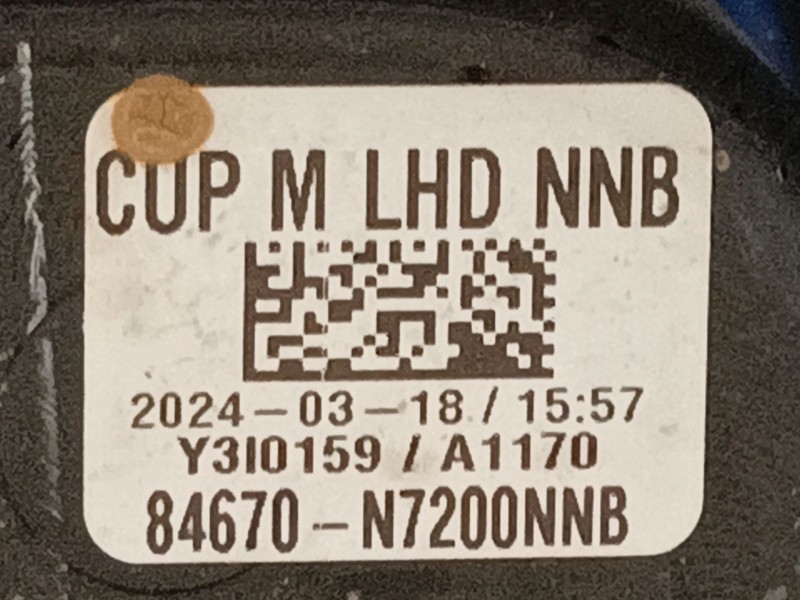 CUP M LHD NNB
2024-03-18 / 15:57
Y3I0159 / A1170
84670-N7200NNB